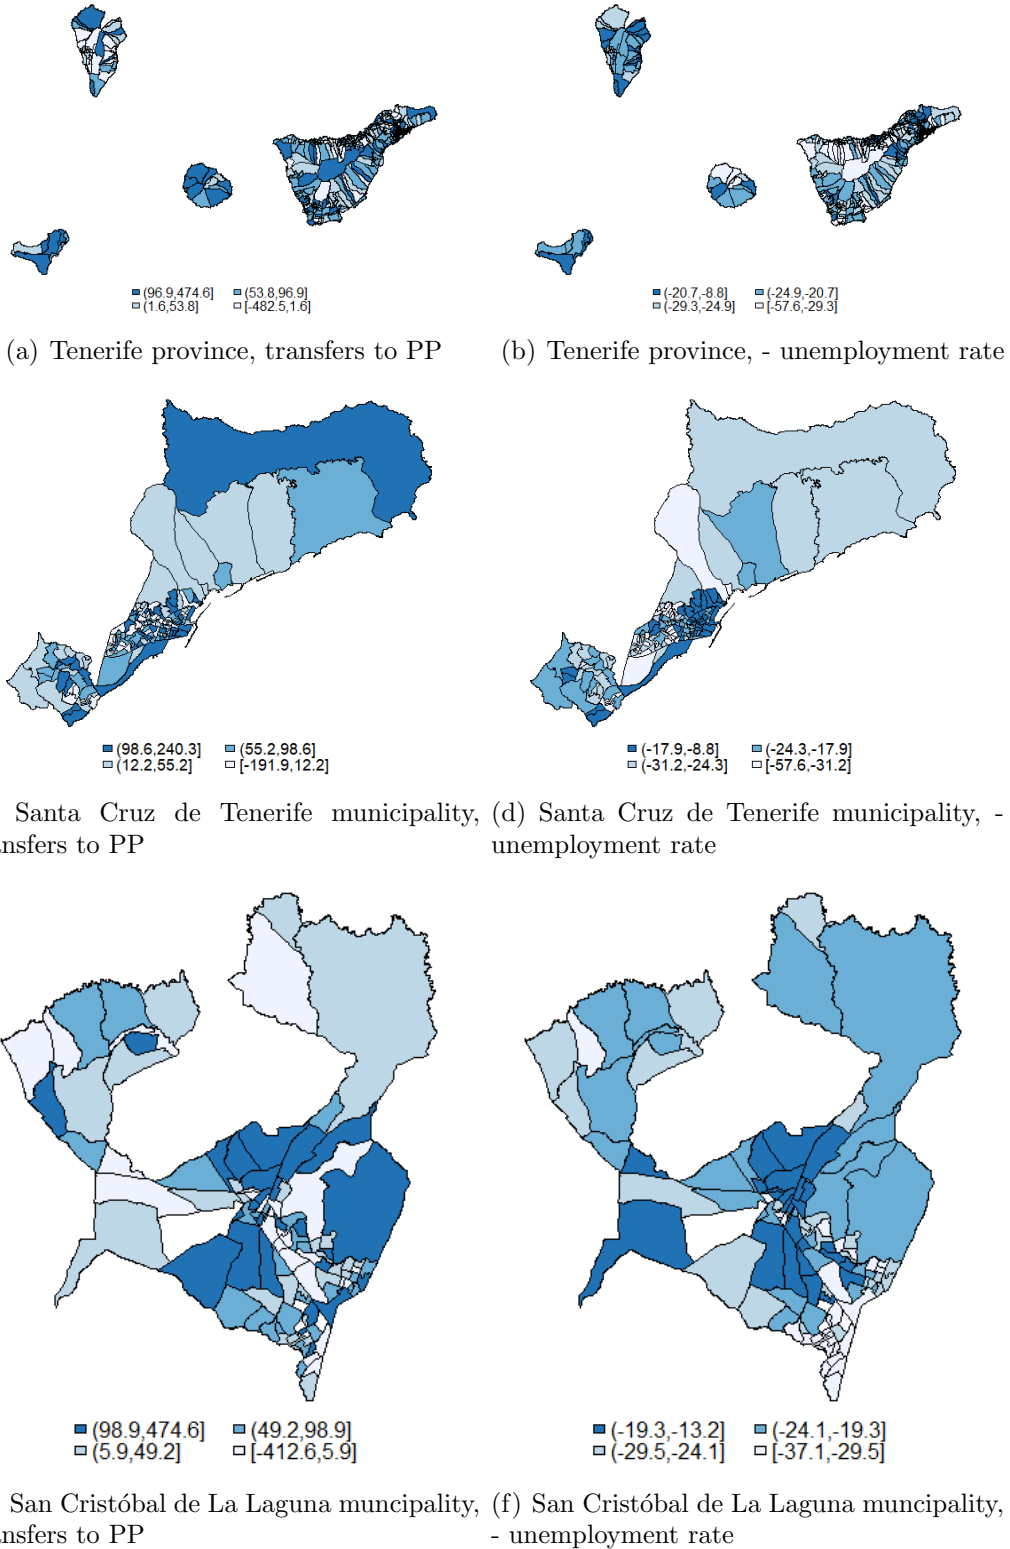 (96.9,474.6] (53.8,96.9]
(1.6,53.8] [-482.5,1.6]
(-20.7,-8.8] (-24.9,-20.7]
(-29.3,-24.9] [-57.6,-29.3]
(a) Tenerife province, transfers to PP
(b) Tenerife province, - unemployment rate
(98.6,240.3] (55.2,98.6]
(12.2,55.2] [-191.9,12.2]
(-17.9,-8.8] (-24.3,-17.9]
(-31.2,-24.3] [-57.6,-31.2]
Santa Cruz de Tenerife municipality,
ansfers to PP
(d) Santa Cruz de Tenerife municipality, -
unemployment rate
(98.9,474.6] (49.2,98.9]
(5.9,49.2] [-412.6,5.9]
(-19.3,-13.2] (-24.1,-19.3]
(-29.5,-24.1] [-37.1,-29.5]
San Cristóbal de La Laguna muncipality,
ansfers to PP
(f) San Cristóbal de La Laguna muncipality,
- unemployment rate